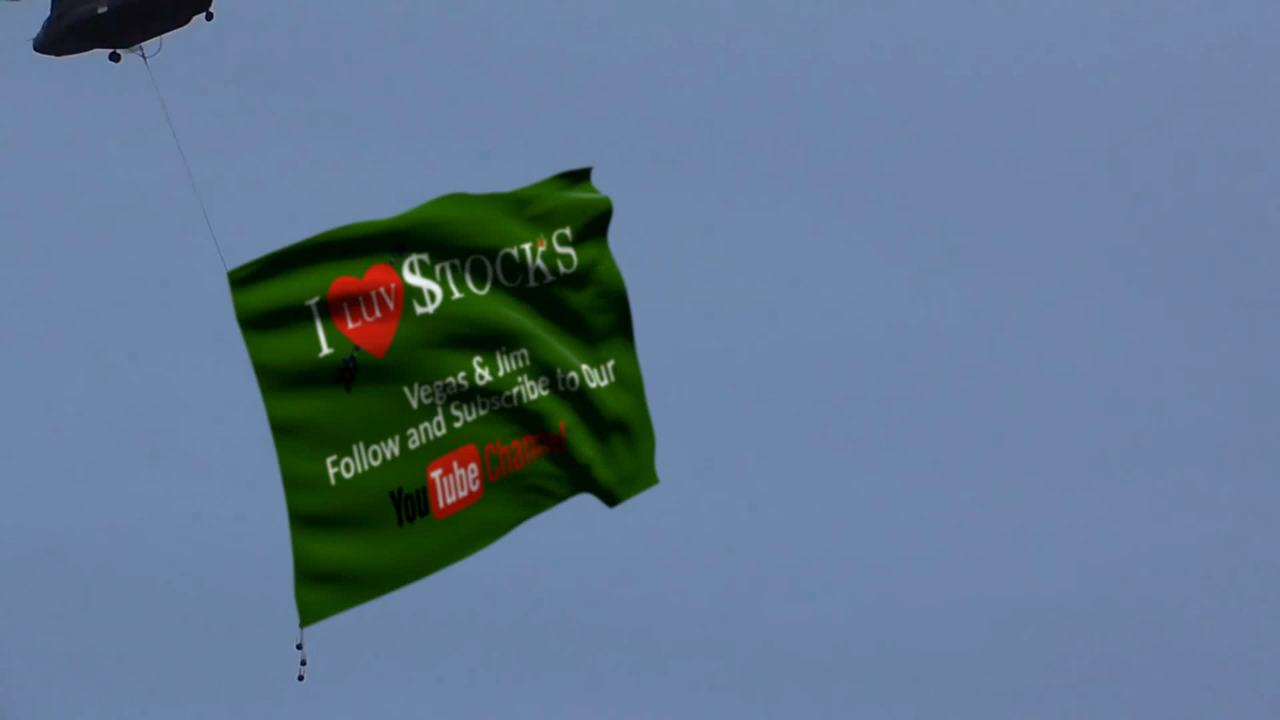 I LUV $TOCKS
Vegas & Jim
Follow and Subscribe to Our
YouTube Channel